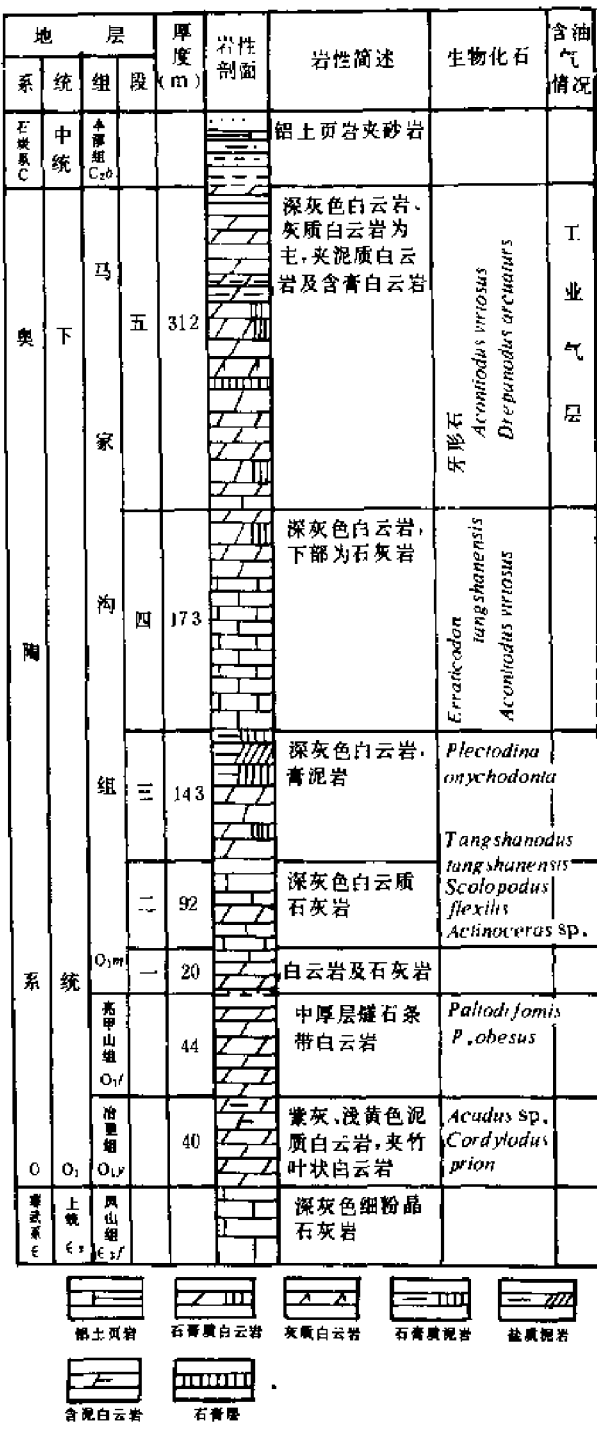 地 层
厚度(m)
岩性剖面
岩性简述
生物化石
含油气情况
系 统 组 段
石炭系 C
中统
本溪组 C₂b
铝土页岩夹砂岩
奥陶系 O
下统 O₁
马家沟组 O₁m
五
312
深灰色白云岩、
灰质白云岩为
主,夹泥质白云
岩及含膏白云岩
牙形石
Acontiodus viriosus
Drepanodus arcuaturs
工业气层
四
173
深灰色白云岩,
下部为石灰岩
Erraticodon
tangshanensis
Aconitodus viriosus
三
143
深灰色白云岩,
膏泥岩
Plectodina
onychodonta
Tangshanodus
tangshanensis
二
92
深灰色白云质
石灰岩
Scolopodus
flexilis
Actinoceras sp.
一
20
白云岩及石灰岩
亮甲山组 O₁l
44
中厚层燧石条
带白云岩
P.obesus
冶里组 O₁y
40
紫灰、浅黄色泥
质白云岩,夹竹
叶状白云岩
Acadus sp.
Cordylodus
prion
寒武系 ∈
上统 ∈₃
凤山组 ∈₃f
深灰色细粉晶
石灰岩
铝土页岩 石膏质白云岩 灰质白云岩 石膏质泥岩 盐质泥岩
含泥白云岩 石膏层